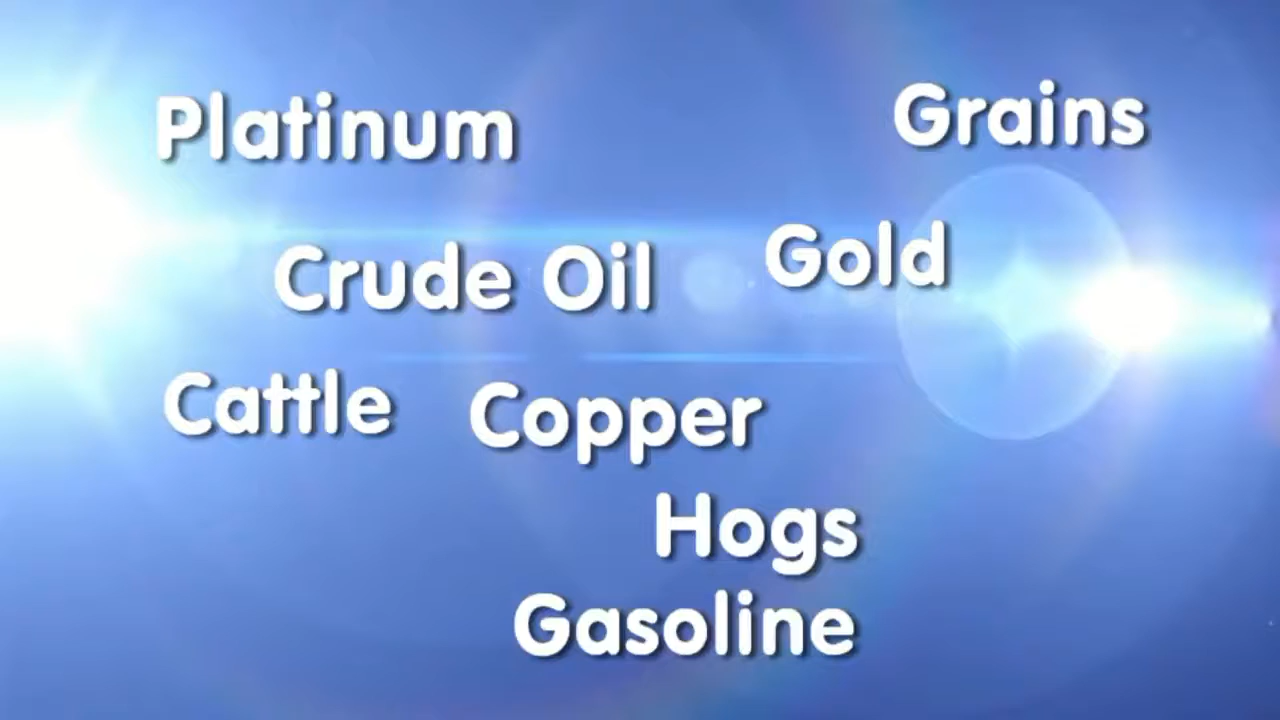 Platinum
Grains
Crude Oil
Gold
Cattle
Copper
Hogs
Gasoline